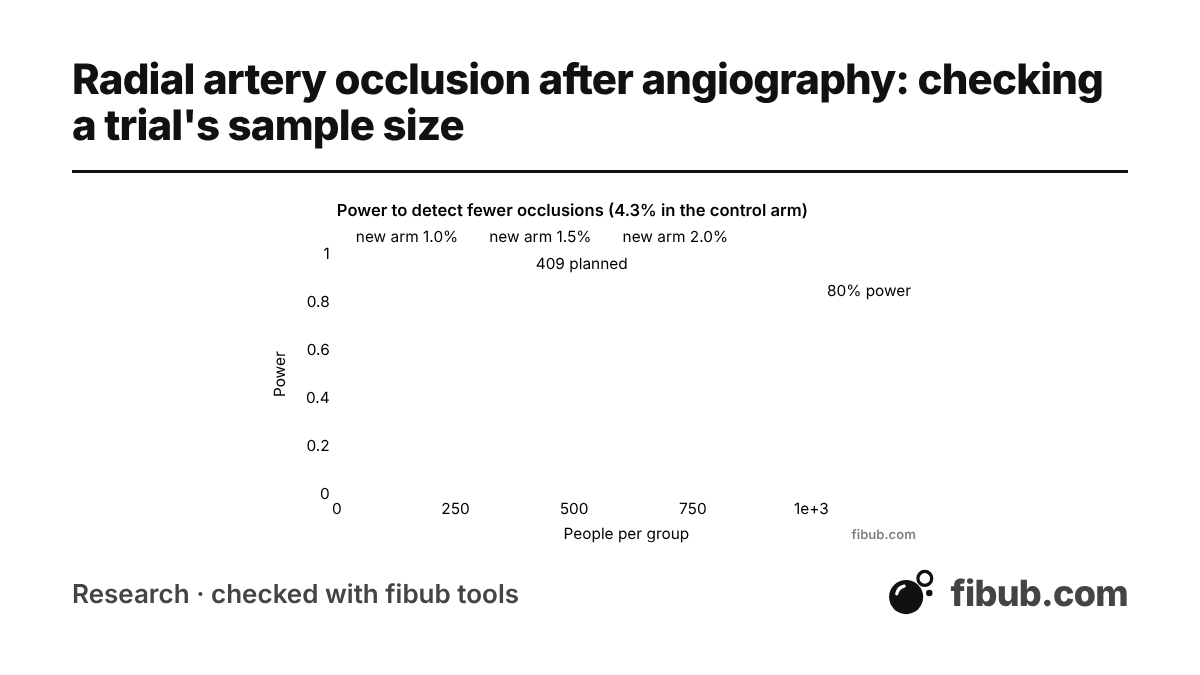 Radial artery occlusion after angiography: checking
a trial's sample size
Power to detect fewer occlusions (4.3% in the control arm)
new arm 1.0% new arm 1.5% new arm 2.0%
1
409 planned
80% power
0.8
0.6
Power
0.4
0.2
0
0 250 500 750 1e+3
People per group
fibub.com
Research · checked with fibub tools
fibub.com